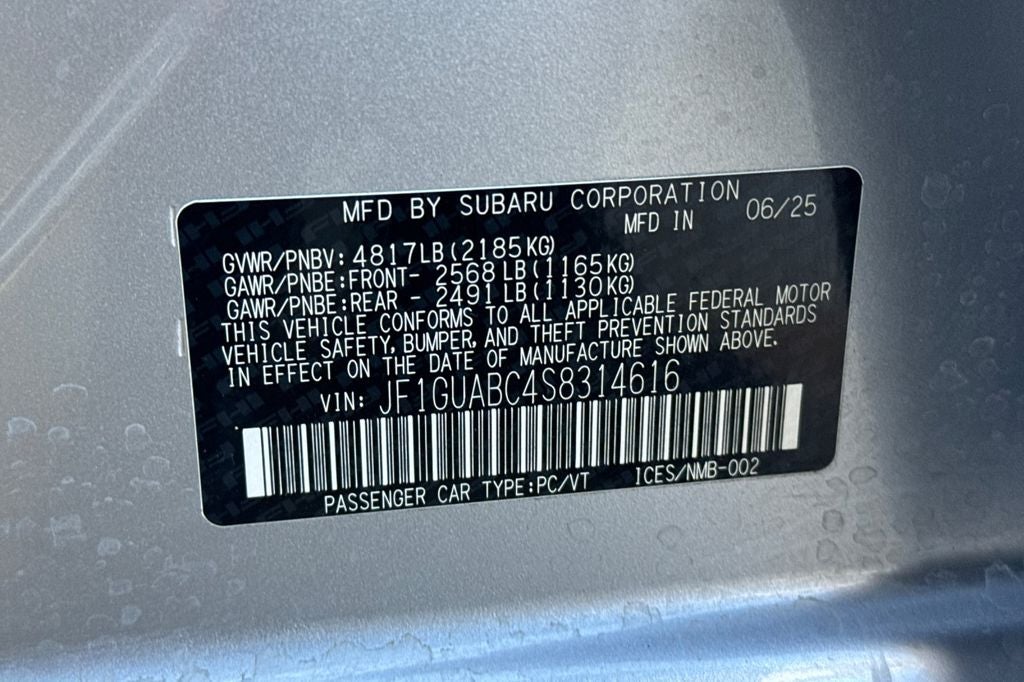 MFD BY SUBARU CORPORATION
MFD IN 06/25
GVWR/PNBV: 4817LB(2185KG)
GAWR/PNBE:FRONT- 2568 LB(1165KG)
GAWR/PNBE:REAR - 2491 LB(1130KG)
THIS VEHICLE CONFORMS TO ALL APPLICABLE FEDERAL MOTOR
VEHICLE SAFETY, BUMPER, AND THEFT PREVENTION STANDARDS
IN EFFECT ON THE DATE OF MANUFACTURE SHOWN ABOVE.
VIN: JF1GUABC4S8314616
PASSENGER CAR TYPE:PC/VT ICES/NMB-002